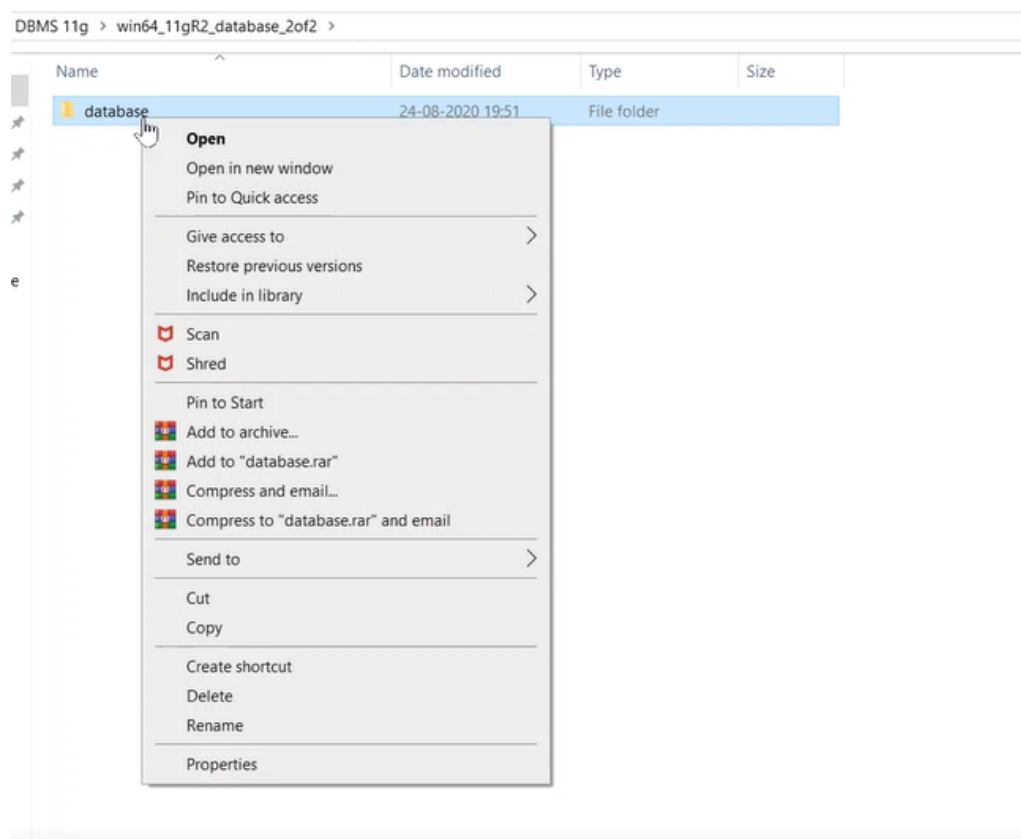 DBMS 11g > win64_11gR2_database_2of2 >
Name Date modified Type Size
database 24-08-2020 19:51 File folder
Open
Open in new window
Pin to Quick access
Give access to
e
Restore previous versions
Include in library
Scan
Shred
Pin to Start
Add to archive...
Add to "database.rar"
Compress and email...
Compress to "database.rar" and email
Send to
Cut
Copy
Create shortcut
Delete
Rename
Properties